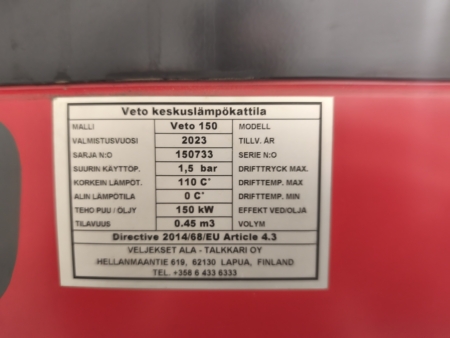 Veto keskuslämpökattila
MALLI Veto 150 MODELL
VALMISTUSVUOSI 2023 TILLV. ÅR
SARJA N:O 150733 SERIE N:O
SUURIN KÄYTTÖP. 1,5 bar DRIFTTRYCK MAX.
KORKEIN LÄMPÖT. 110 C° DRIFTTEMP. MAX
ALIN LÄMPÖTILA 0 C° DRIFTTEMP. MIN
TEHO PUU / ÖLJY 150 kW EFFEKT VED/OLJA
TILAVUUS 0.45 m3 VOLYM
Directive 2014/68/EU Article 4.3
VELJEKSET ALA - TALKKARI OY
HELLANMAANTIE 619, 62130 LAPUA, FINLAND
TEL. +358 6 433 6333